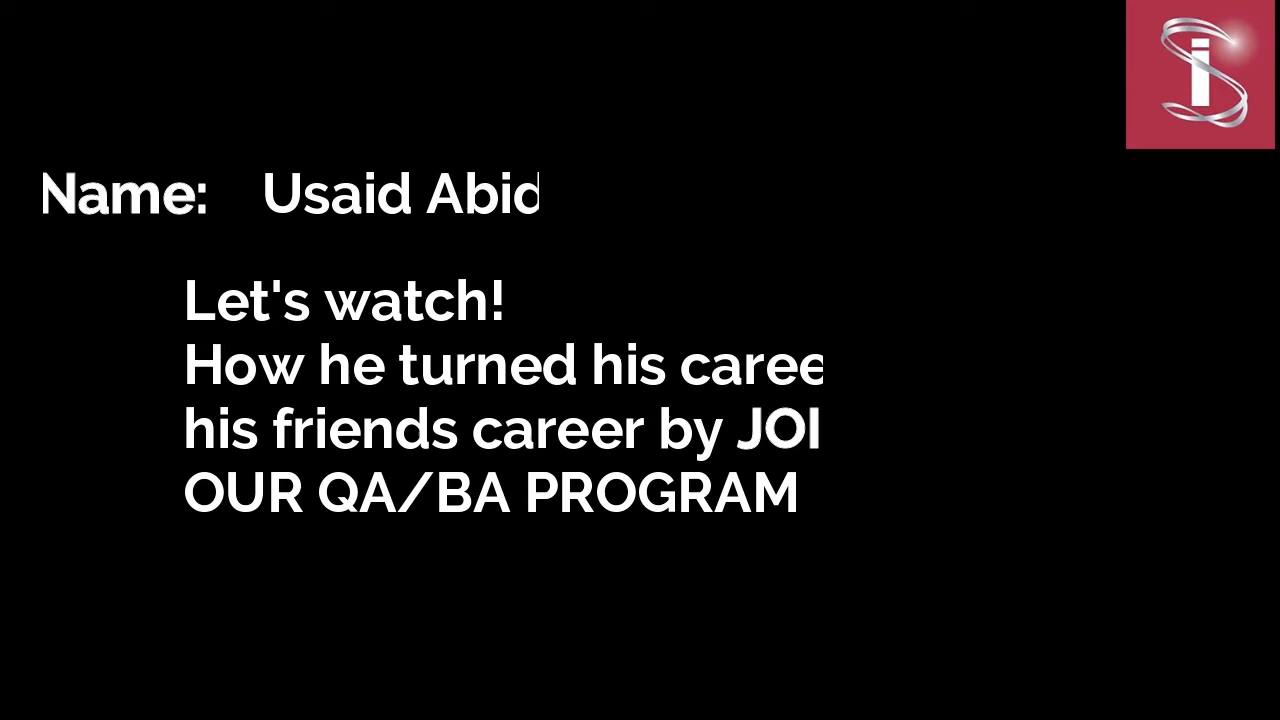 Name: Usaid Abid
Let's watch!
How he turned his caree
his friends career by JOI
OUR QA/BA PROGRAM